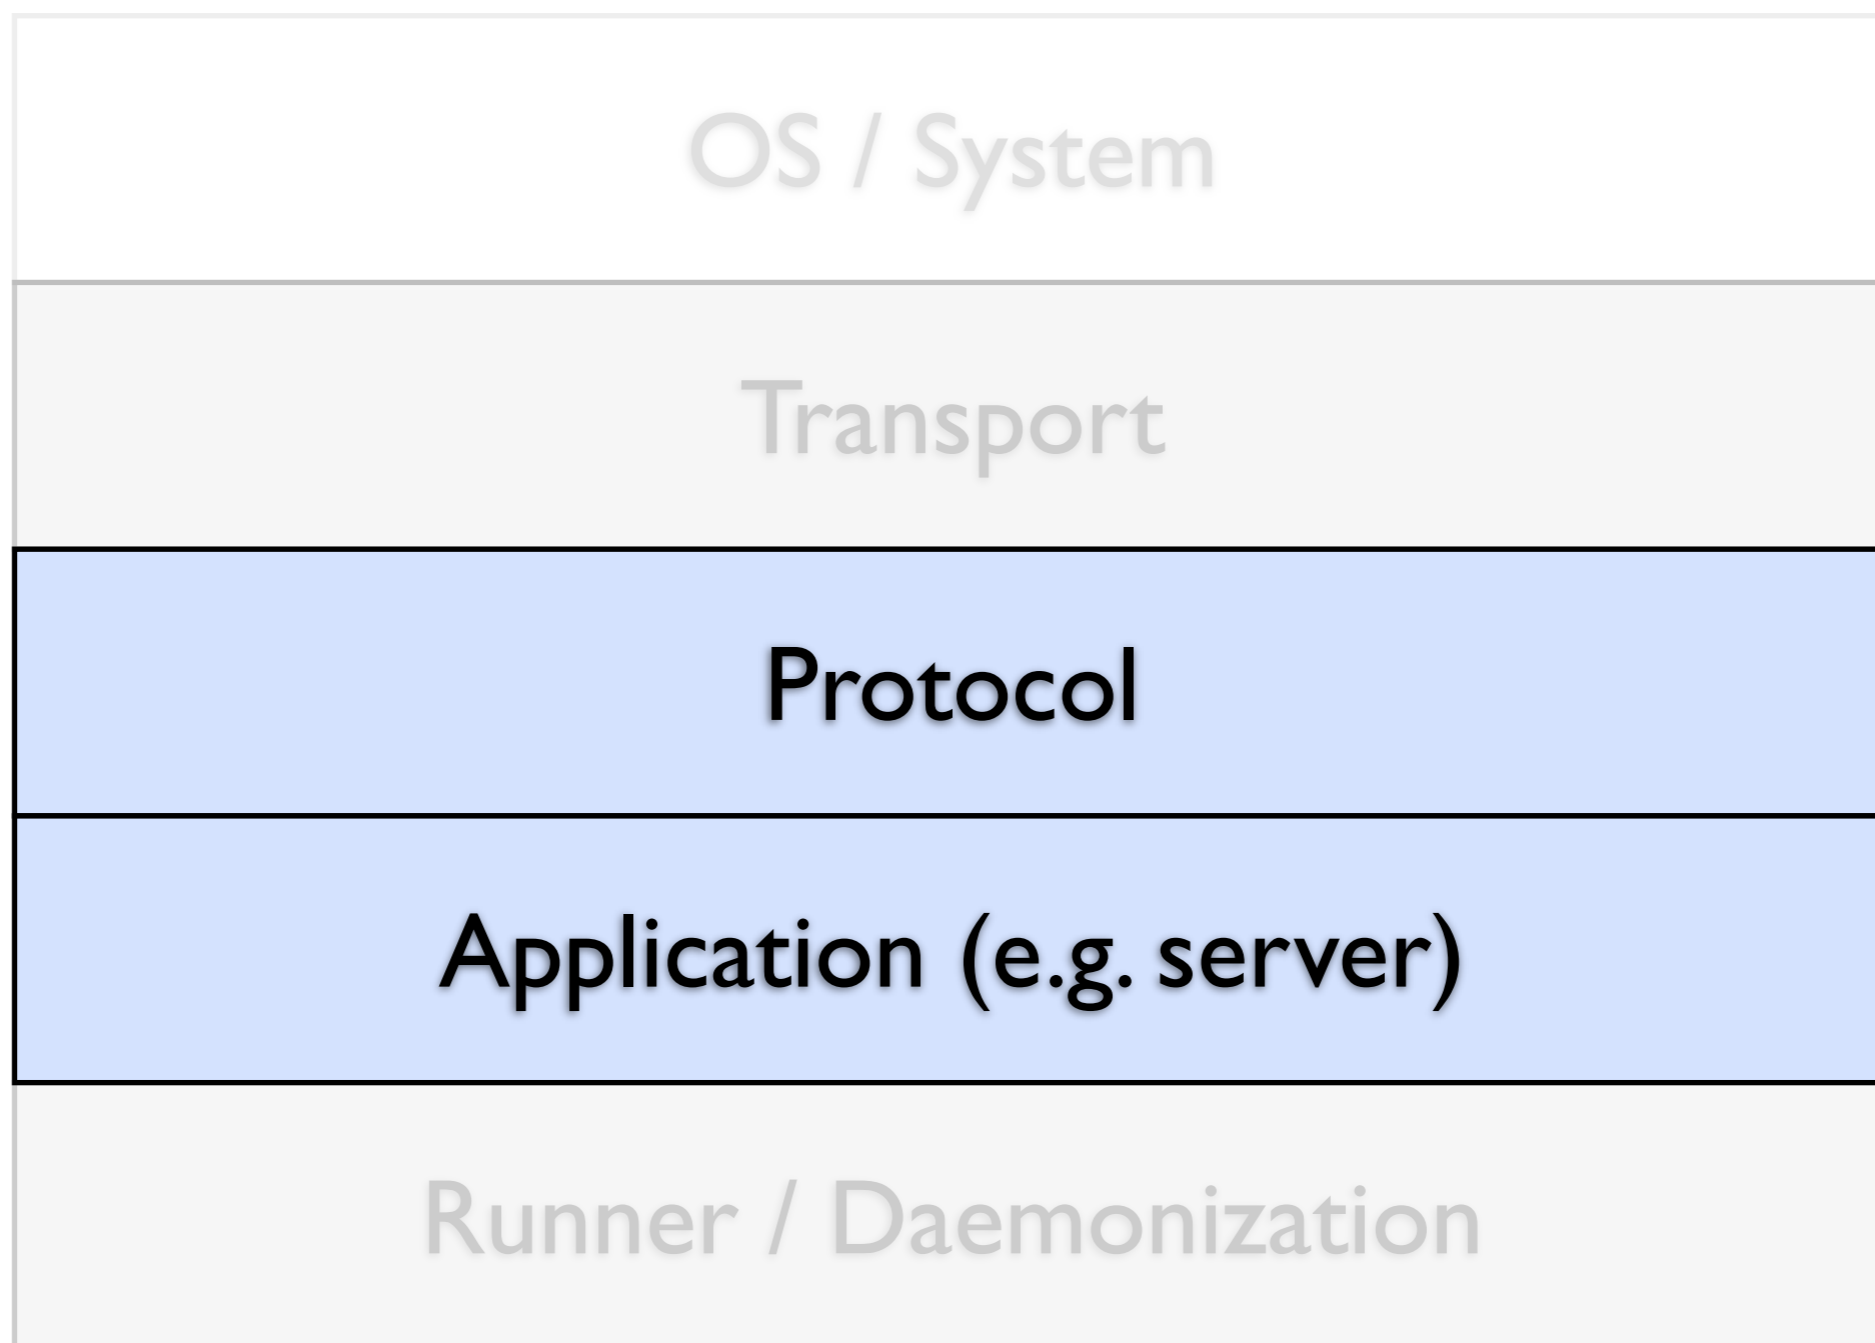 OS / System
Transport
Protocol
Application (e.g. server)
Runner / Daemonization